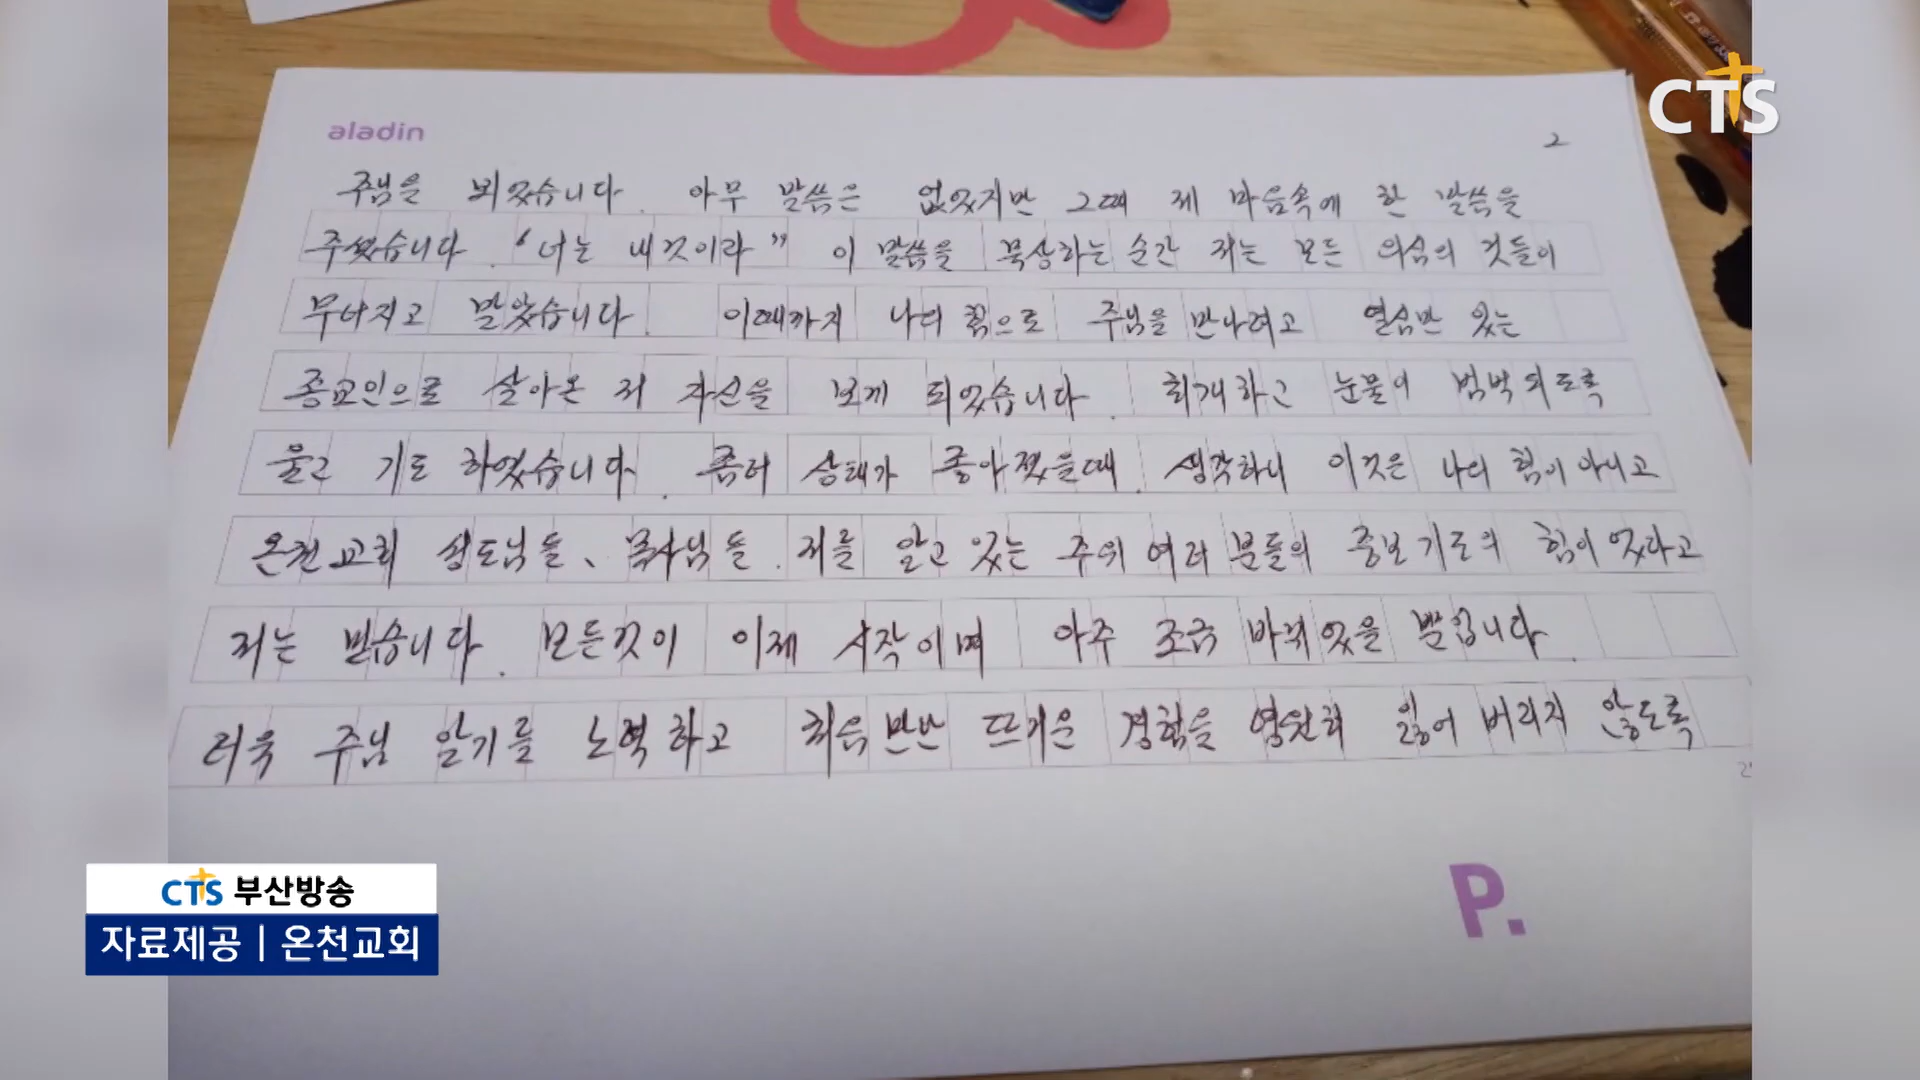 CTS
aladin
2
주님을 뵈었습니다. 아무 말씀은 없었지만 그때 제 마음속에 한 말씀을
주셨습니다. "너는 내것이라" 이 말씀을 묵상하는 순간 저는 모든 의심의 것들이
무너지고 말았습니다. 이때까지 나의 힘으로 주님을 만나려고 열심만 있는
종교인으로 살아온 저 자신을 보게 되었습니다. 회개하고 눈물이 범벅되도록
울고 기도 하였습니다. 좀더 상태가 좋아졌을때. 생각하니 이것은 나의 힘이 아니고
온천교회 성도님들、목사님들. 저를 알고 있는 주위 여러 분들의 중보기도의 힘이 있다고
저는 믿습니다. 모든것이 이제 시작이며 아주 조금 바뀌었을 뿐입니다.
더욱 주님 알기를 노력하고 처음 만난 뜨거운 경험을 영원히 잃어 버리지 않도록
P.
CTS 부산방송
자료제공 | 온천교회